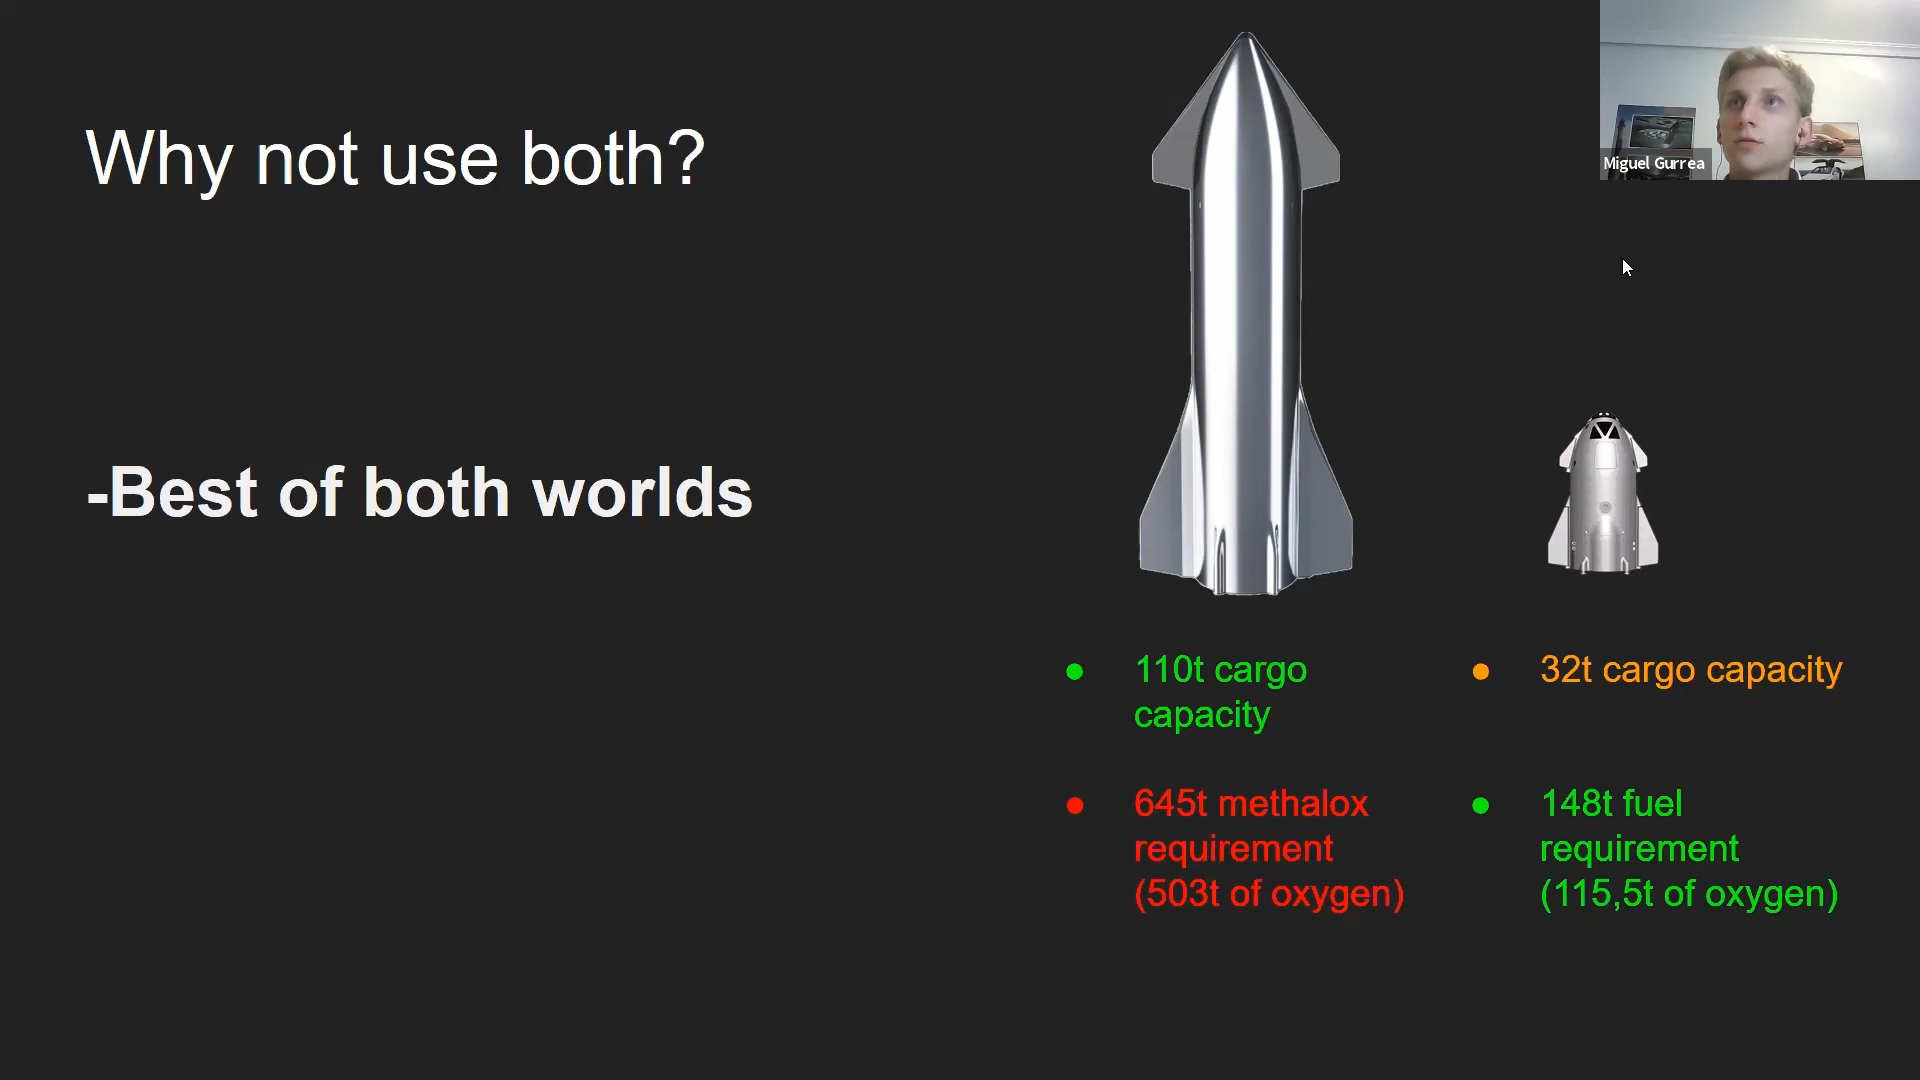 Why not use both?
Miguel Gurrea
-Best of both worlds
110t cargo
capacity
645t methalox
requirement
(503t of oxygen)
32t cargo capacity
148t fuel
requirement
(115,5t of oxygen)